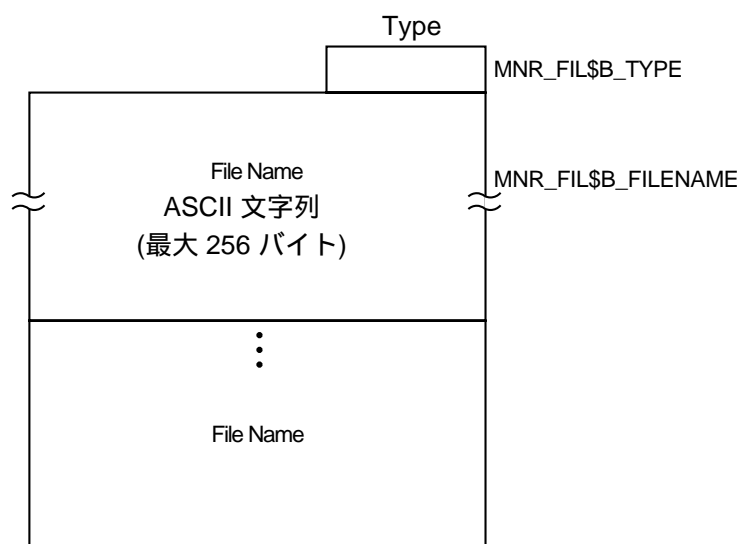 Type
MNR_FIL$B_TYPE
File Name
MNR_FIL$B_FILENAME
ASCII 文字列
(最大 256 バイト)
File Name